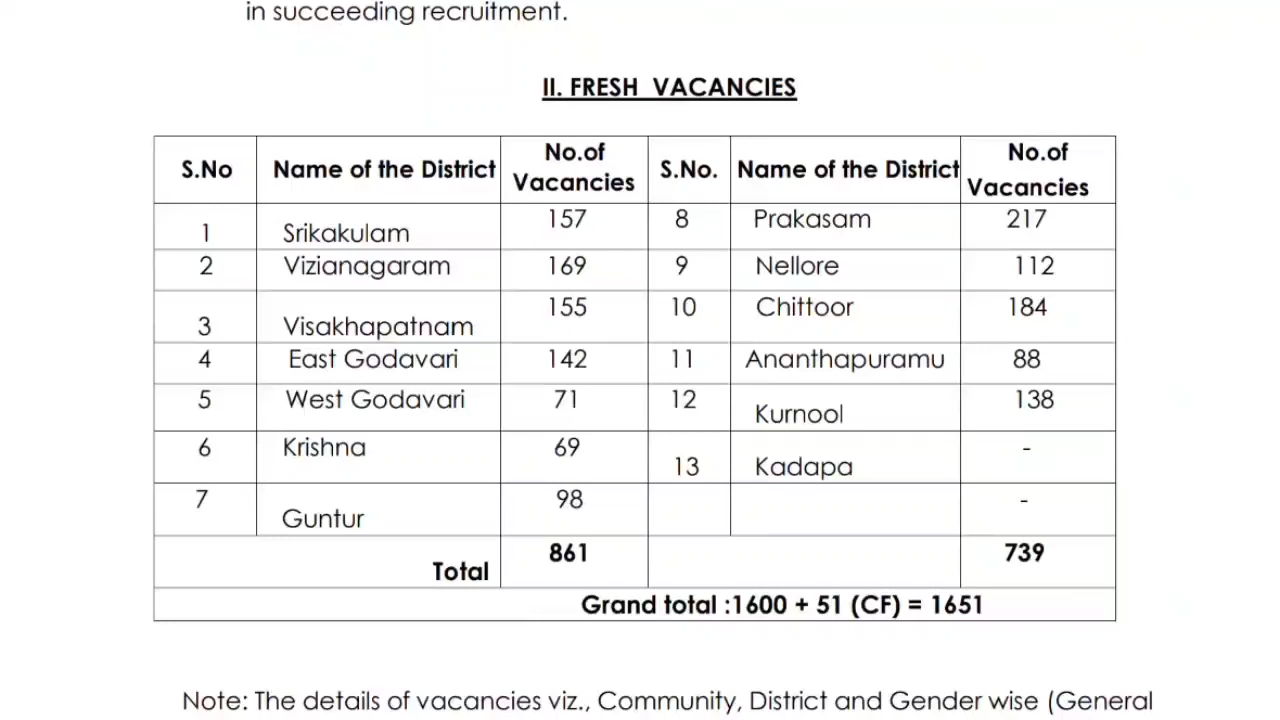 in succeeding recruitment.
II. FRESH VACANCIES
S.No Name of the District No.of Vacancies S.No. Name of the District No.of Vacancies
1 Srikakulam 157 8 Prakasam 217
2 Vizianagaram 169 9 Nellore 112
3 Visakhapatnam 155 10 Chittoor 184
4 East Godavari 142 11 Ananthapuramu 88
5 West Godavari 71 12 Kurnool 138
6 Krishna 69 13 Kadapa -
7 Guntur 98 -
Total 861 739
Grand total :1600 + 51 (CF) = 1651
Note: The details of vacancies viz., Community, District and Gender wise (General